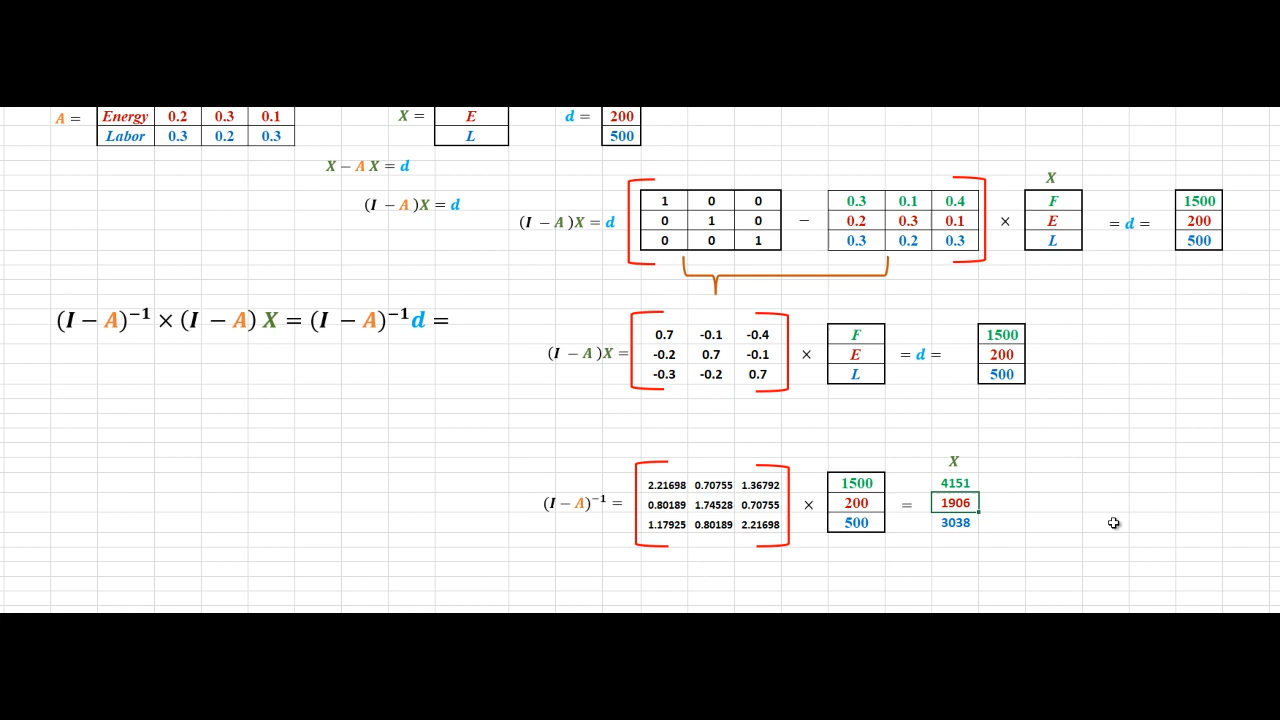 A = Energy 0.2 0.3 0.1 X = E d = 200
Labor 0.3 0.2 0.3 L 500
X − A X = d
(I − A )X = d
X
(I − A )X = d 1 0 0 − 0.3 0.1 0.4 × F = d = 1500
0 1 0 0.2 0.3 0.1 E 200
0 0 1 0.3 0.2 0.3 L 500
(I − A)⁻¹ × (I − A) X = (I − A)⁻¹d =
(I − A )X = 0.7 -0.1 -0.4 × F = d = 1500
-0.2 0.7 -0.1 E 200
-0.3 -0.2 0.7 L 500
X
(I − A)⁻¹ = 2.21698 0.70755 1.36792 × 1500 = 4151
0.80189 1.74528 0.70755 200 1906
1.17925 0.80189 2.21698 500 3038